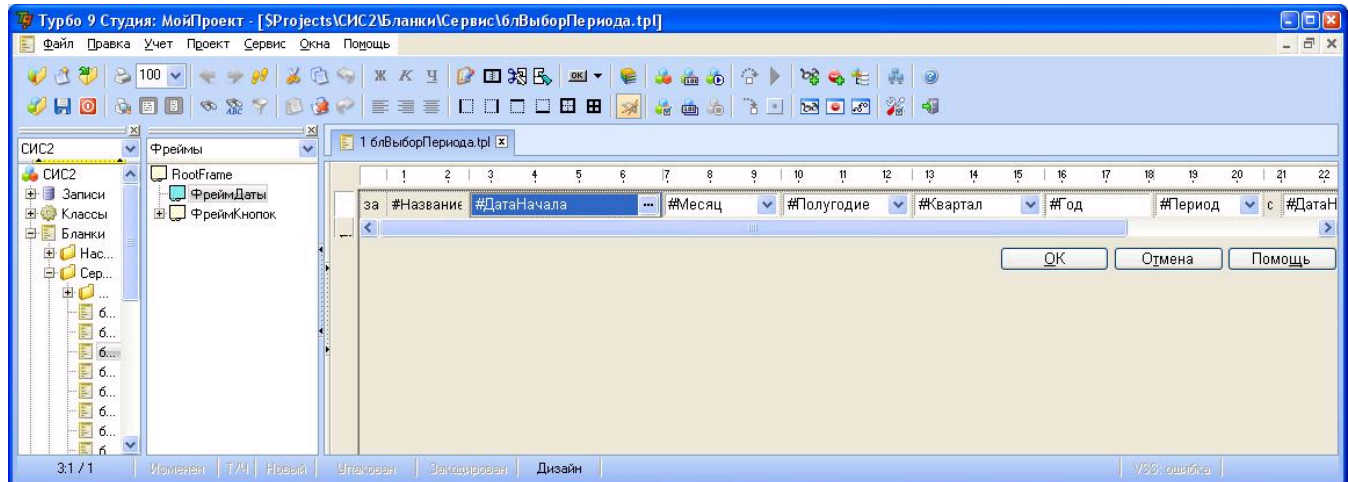 Турбо 9 Студия: МойПроект - [$Projects\СИС2\Бланки\Сервис\блВыборПериода.tpl]
Файл Правка Учет Проект Сервис Окна Помощь
100 Ж К Ч OK
СИС2 Фреймы 1 блВыборПериода.tpl
СИС2 RootFrame 1 2 3 4 5 6 7 8 9 10 11 12 13 14 15 16 17 18 19 20 21 22
Записи ФреймДаты за #Название #ДатаНачала #Месяц #Полугодие #Квартал #Год #Период с #ДатаН
Классы ФреймКнопок
Бланки
Нас...
Сер...
OK Отмена Помощь
...
б...
б...
б...
б...
б...
б...
б...
б
3:1 / 1 Изменен Т/Ч Новый Упакован Закодирован Дизайн VSS: ошибка